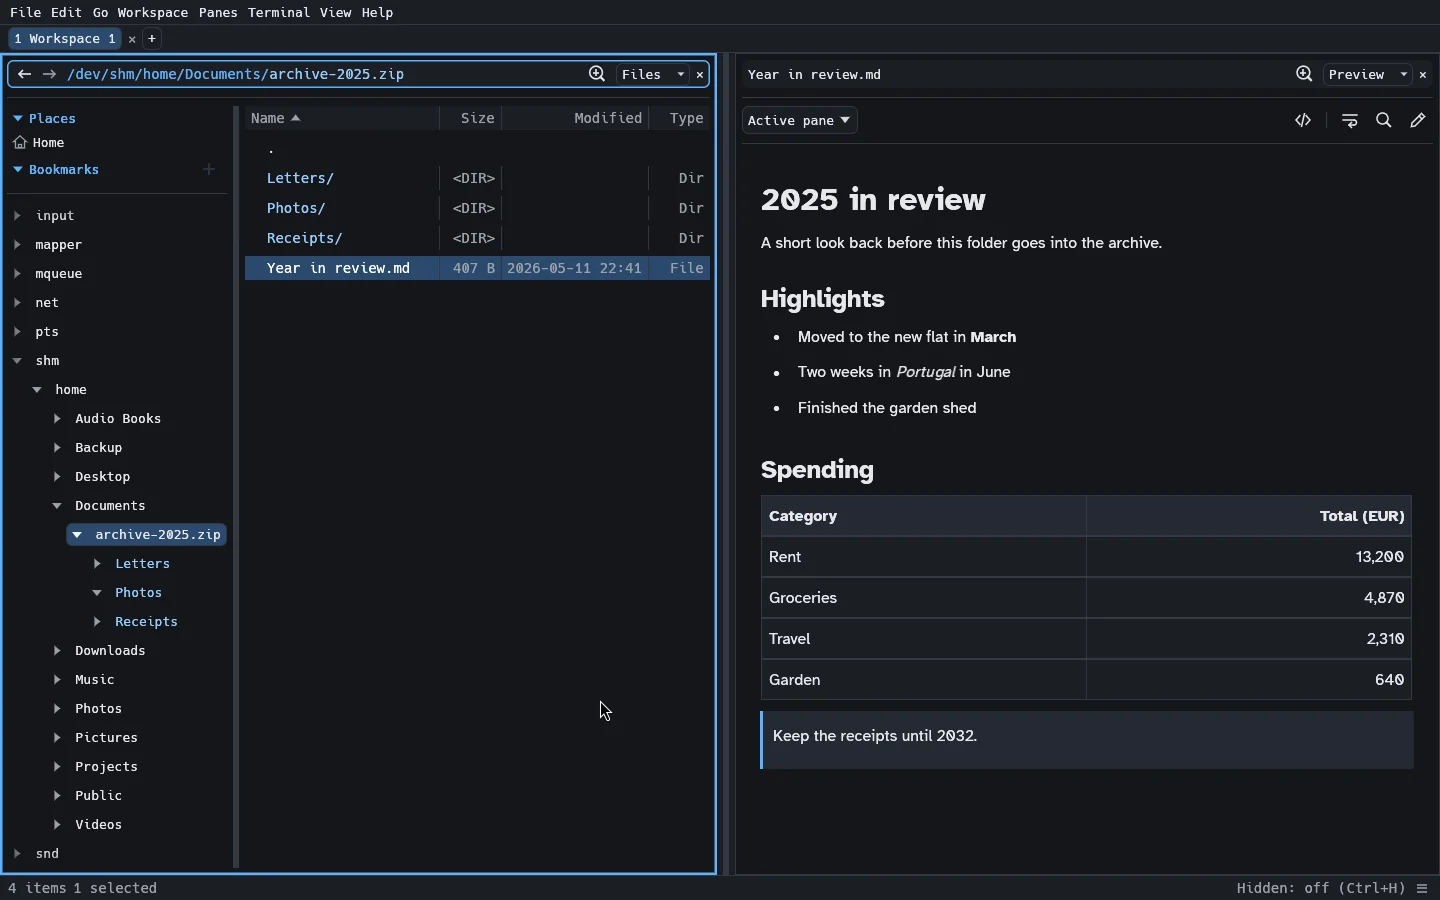 File Edit Go Workspace Panes Terminal View Help
1 Workspace 1 × +
← → /dev/shm/home/Documents/archive-2025.zip Files ×
Places
Home
Bookmarks +
input
mapper
mqueue
net
pts
shm
home
Audio Books
Backup
Desktop
Documents
archive-2025.zip
Letters
Photos
Receipts
Downloads
Music
Photos
Pictures
Projects
Public
Videos
snd
Name Size Modified Type
.
Letters/ <DIR> Dir
Photos/ <DIR> Dir
Receipts/ <DIR> Dir
Year in review.md 407 B 2026-05-11 22:41 File
Year in review.md Preview ×
Active pane
2025 in review
A short look back before this folder goes into the archive.
Highlights
• Moved to the new flat in March
• Two weeks in Portugal in June
• Finished the garden shed
Spending
Category Total (EUR)
Rent 13,200
Groceries 4,870
Travel 2,310
Garden 640
Keep the receipts until 2032.
4 items 1 selected
Hidden: off (Ctrl+H)